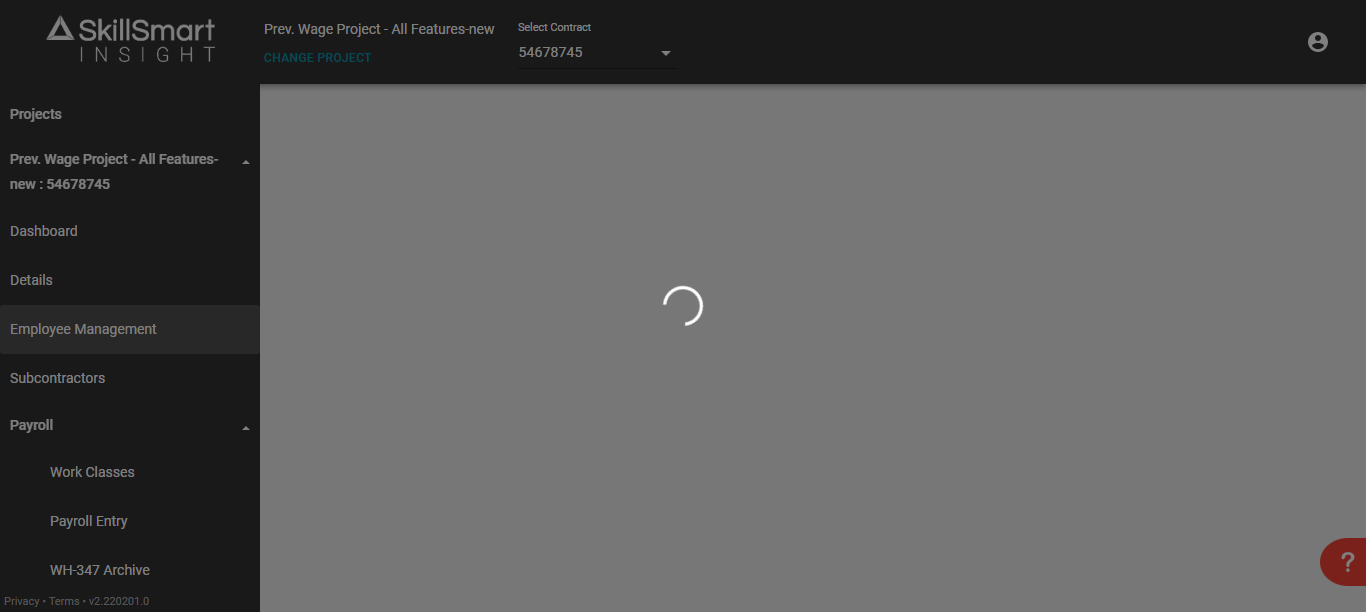 SkillSmart
INSIGHT
Prev. Wage Project - All Features-new
CHANGE PROJECT
Select Contract
54678745
Projects
Prev. Wage Project - All Features-
new : 54678745
Dashboard
Details
Employee Management
Subcontractors
Payroll
Work Classes
Payroll Entry
WH-347 Archive
Privacy • Terms • v2.220201.0
?